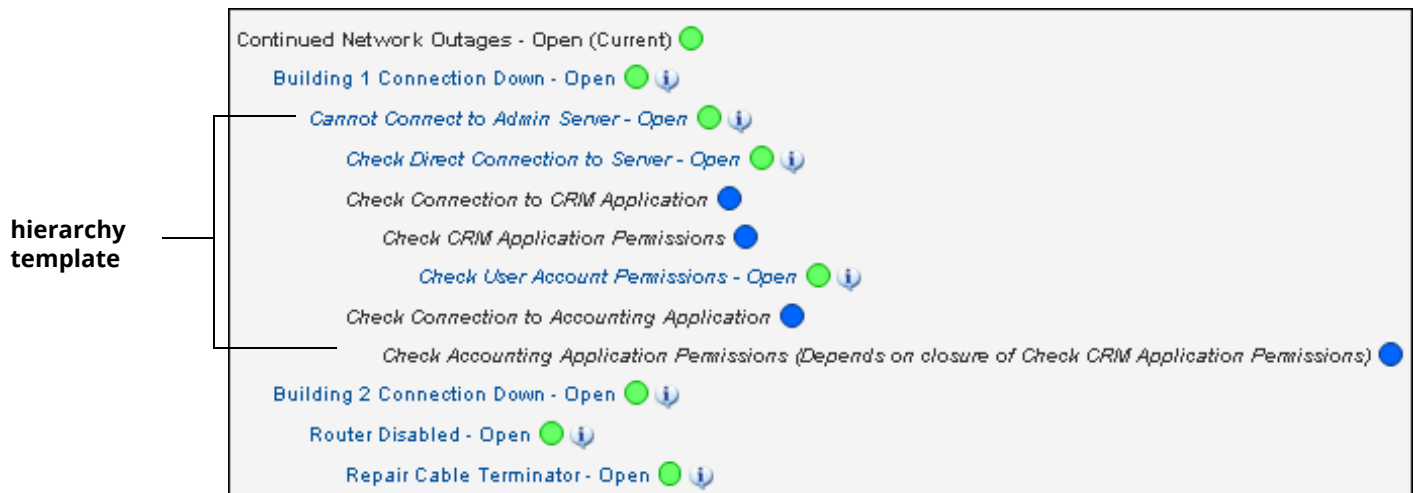 Continued Network Outages - Open (Current)
Building 1 Connection Down - Open
Cannot Connect to Admin Server - Open
Check Direct Connection to Server - Open
Check Connection to CRM Application
hierarchy
template
Check CRM Application Permissions
Check User Account Permissions - Open
Check Connection to Accounting Application
Check Accounting Application Permissions (Depends on closure of Check CRM Application Permissions)
Building 2 Connection Down - Open
Router Disabled - Open
Repair Cable Terminator - Open